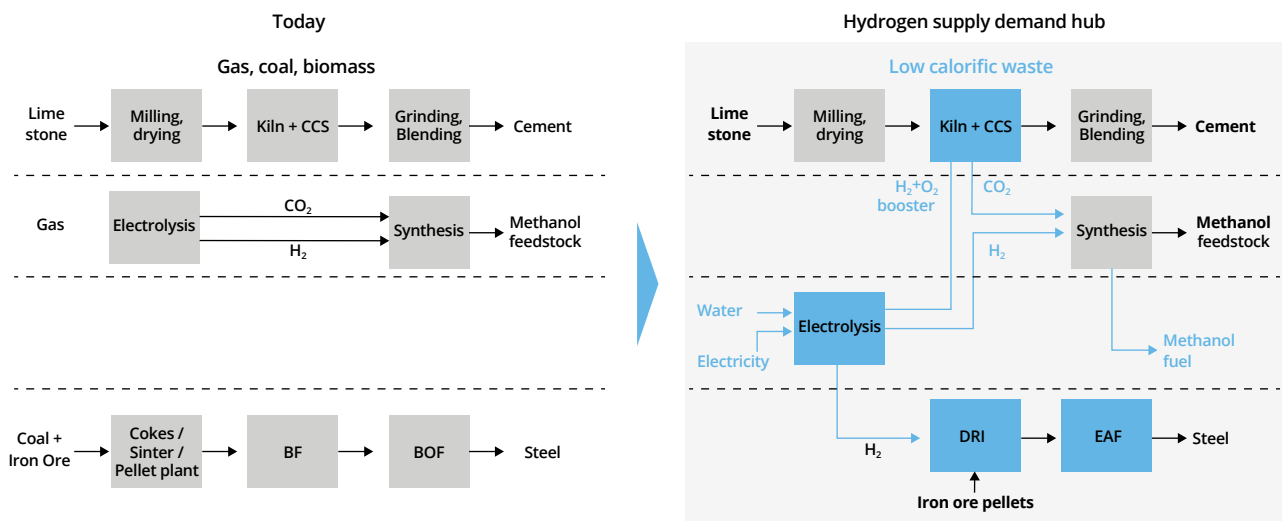 Today
Gas, coal, biomass
Lime
stone
Milling,
drying
Kiln + CCS
Grinding,
Blending
Cement
Gas
Electrolysis
CO₂
H₂
Synthesis
Methanol
feedstock
Coal +
Iron Ore
Cokes /
Sinter /
Pellet plant
BF
BOF
Steel
Hydrogen supply demand hub
Low calorific waste
Lime
stone
Milling,
drying
Kiln + CCS
Grinding,
Blending
Cement
H₂+O₂
booster
CO₂
H₂
Synthesis
Methanol
feedstock
Water
Electricity
Electrolysis
Methanol
fuel
H₂
DRI
EAF
Steel
Iron ore pellets